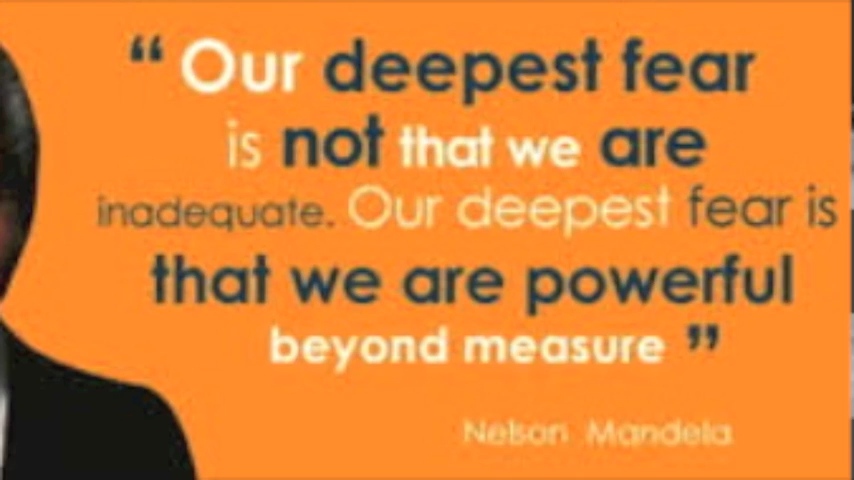 “ Our deepest fear
is not that we are
inadequate. Our deepest fear is
that we are powerful
beyond measure ”
Nelson Mandela